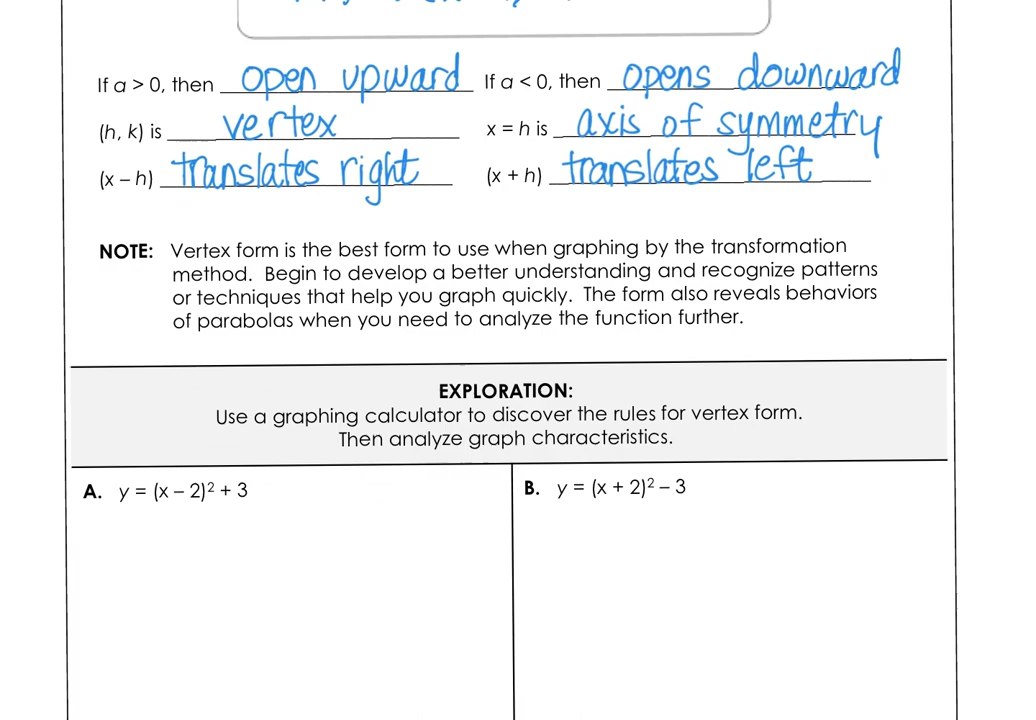 If a > 0, then open upward If a < 0, then opens downward
(h, k) is vertex x = h is axis of symmetry
(x – h) translates right (x + h) translates left
NOTE: Vertex form is the best form to use when graphing by the transformation
method. Begin to develop a better understanding and recognize patterns
or techniques that help you graph quickly. The form also reveals behaviors
of parabolas when you need to analyze the function further.
EXPLORATION:
Use a graphing calculator to discover the rules for vertex form.
Then analyze graph characteristics.
A. y = (x – 2)² + 3
B. y = (x + 2)² – 3